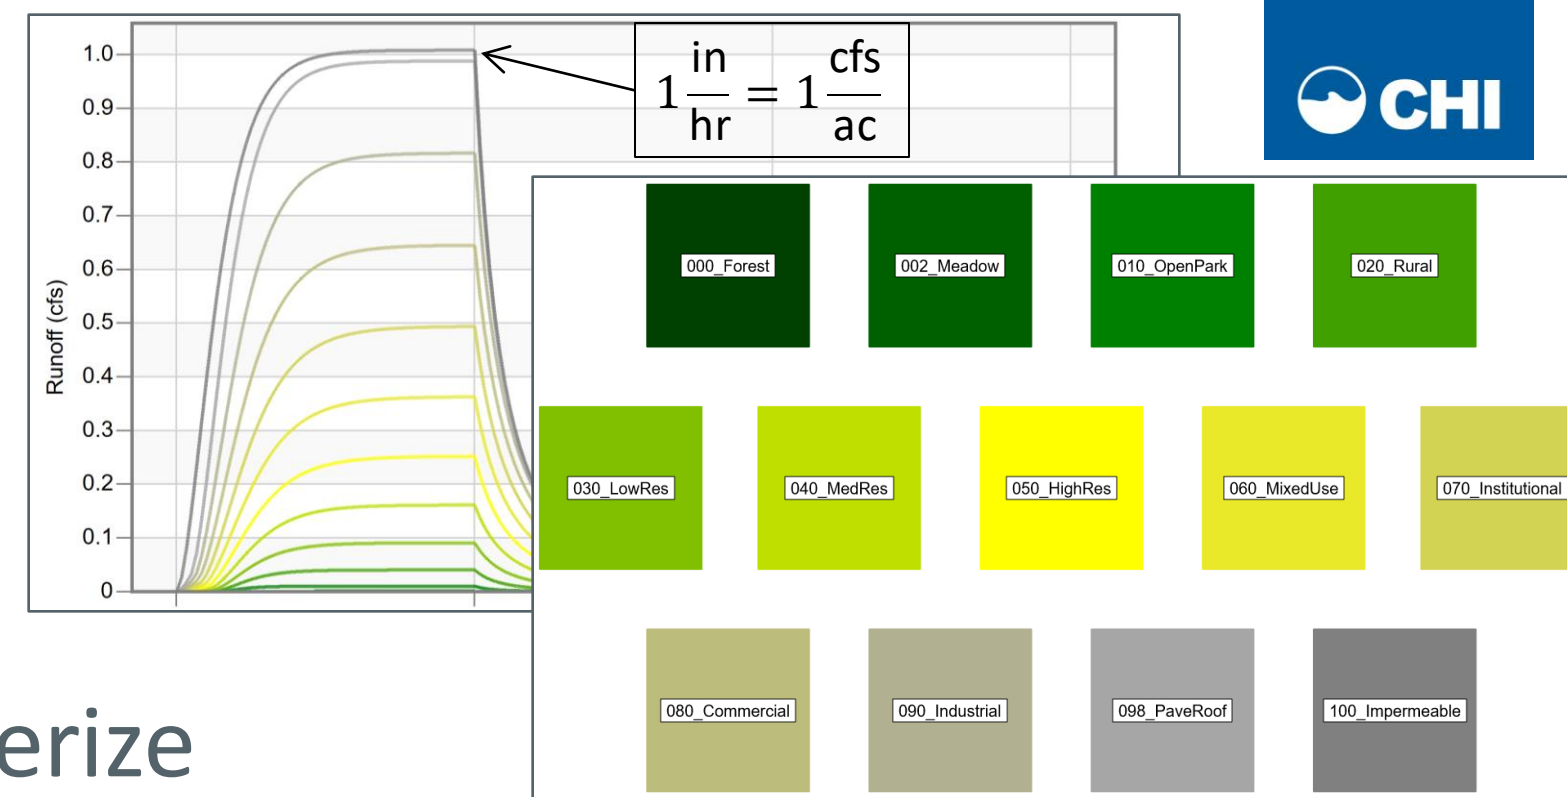 1.0
0.9
0.8
0.7
0.6
0.5
0.4
0.3
0.2
0.1
0
Runoff (cfs)
1 in/hr = 1 cfs/ac
CHI
000_Forest
002_Meadow
010_OpenPark
020_Rural
030_LowRes
040_MedRes
050_HighRes
060_MixedUse
070_Institutional
080_Commercial
090_Industrial
098_PaveRoof
100_Impermeable
erize